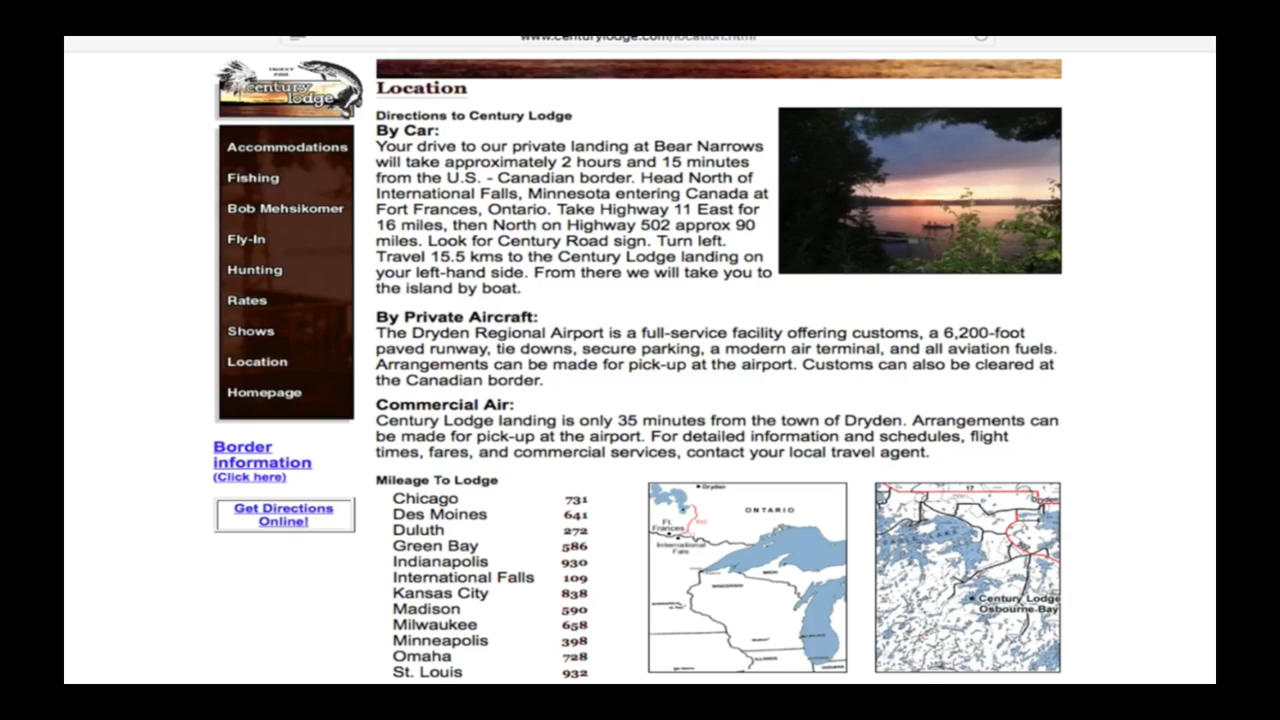 www.centurylodge.com/location.html
century
lodge
Accommodations
Fishing
Bob Mehsikomer
Fly-In
Hunting
Rates
Shows
Location
Homepage
Border
information
(Click here)
Get Directions
Online!
Location
Directions to Century Lodge
By Car:
Your drive to our private landing at Bear Narrows
will take approximately 2 hours and 15 minutes
from the U.S. - Canadian border. Head North of
International Falls, Minnesota entering Canada at
Fort Frances, Ontario. Take Highway 11 East for
16 miles, then North on Highway 502 approx 90
miles. Look for Century Road sign. Turn left.
Travel 15.5 kms to the Century Lodge landing on
your left-hand side. From there we will take you to
the island by boat.
By Private Aircraft:
The Dryden Regional Airport is a full-service facility offering customs, a 6,200-foot
paved runway, tie downs, secure parking, a modern air terminal, and all aviation fuels.
Arrangements can be made for pick-up at the airport. Customs can also be cleared at
the Canadian border.
Commercial Air:
Century Lodge landing is only 35 minutes from the town of Dryden. Arrangements can
be made for pick-up at the airport. For detailed information and schedules, flight
times, fares, and commercial services, contact your local travel agent.
Mileage To Lodge
Chicago 731
Des Moines 641
Duluth 272
Green Bay 586
Indianapolis 930
International Falls 109
Kansas City 838
Madison 590
Milwaukee 658
Minneapolis 398
Omaha 728
St. Louis 932
Dryden
ONTARIO
Ft.
Frances
International
Falls
MICH
WISCONSIN
ILLINOIS
17
Dryden
Century Lodge
Osbourne Bay